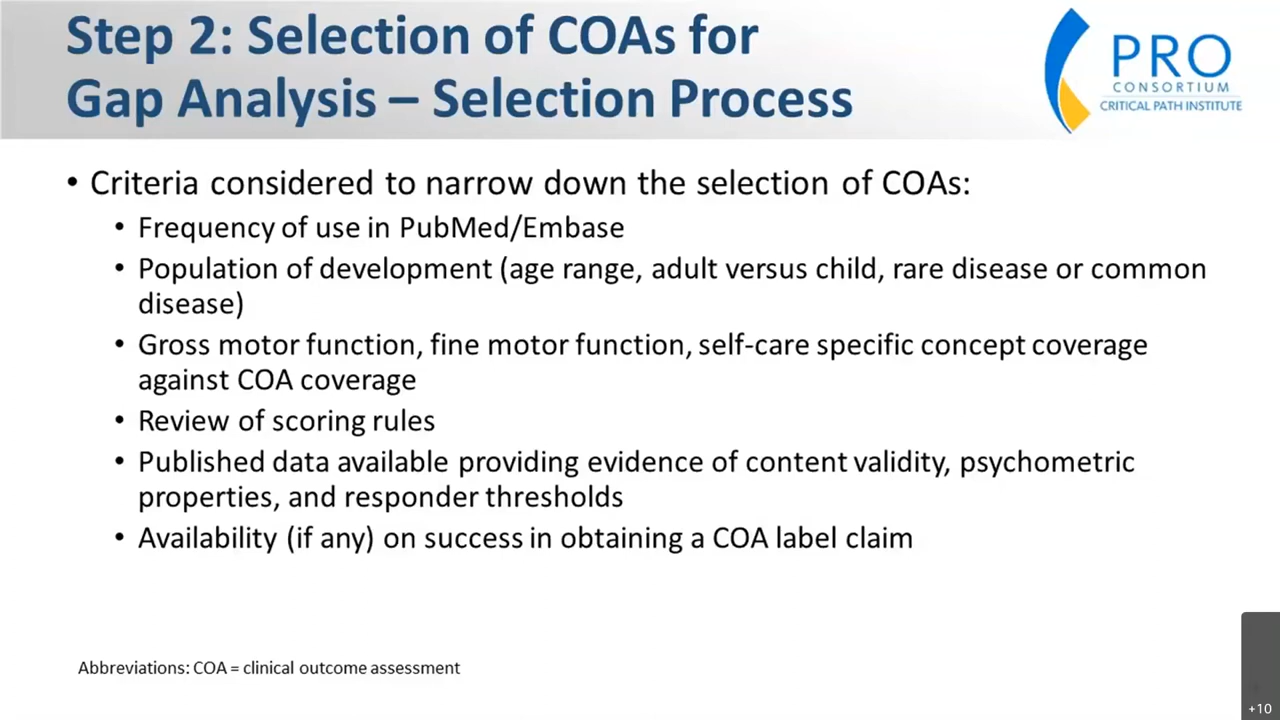 Step 2: Selection of COAs for
Gap Analysis – Selection Process
PRO
CONSORTIUM
CRITICAL PATH INSTITUTE
• Criteria considered to narrow down the selection of COAs:
• Frequency of use in PubMed/Embase
• Population of development (age range, adult versus child, rare disease or common
disease)
• Gross motor function, fine motor function, self-care specific concept coverage
against COA coverage
• Review of scoring rules
• Published data available providing evidence of content validity, psychometric
properties, and responder thresholds
• Availability (if any) on success in obtaining a COA label claim
Abbreviations: COA = clinical outcome assessment
+10